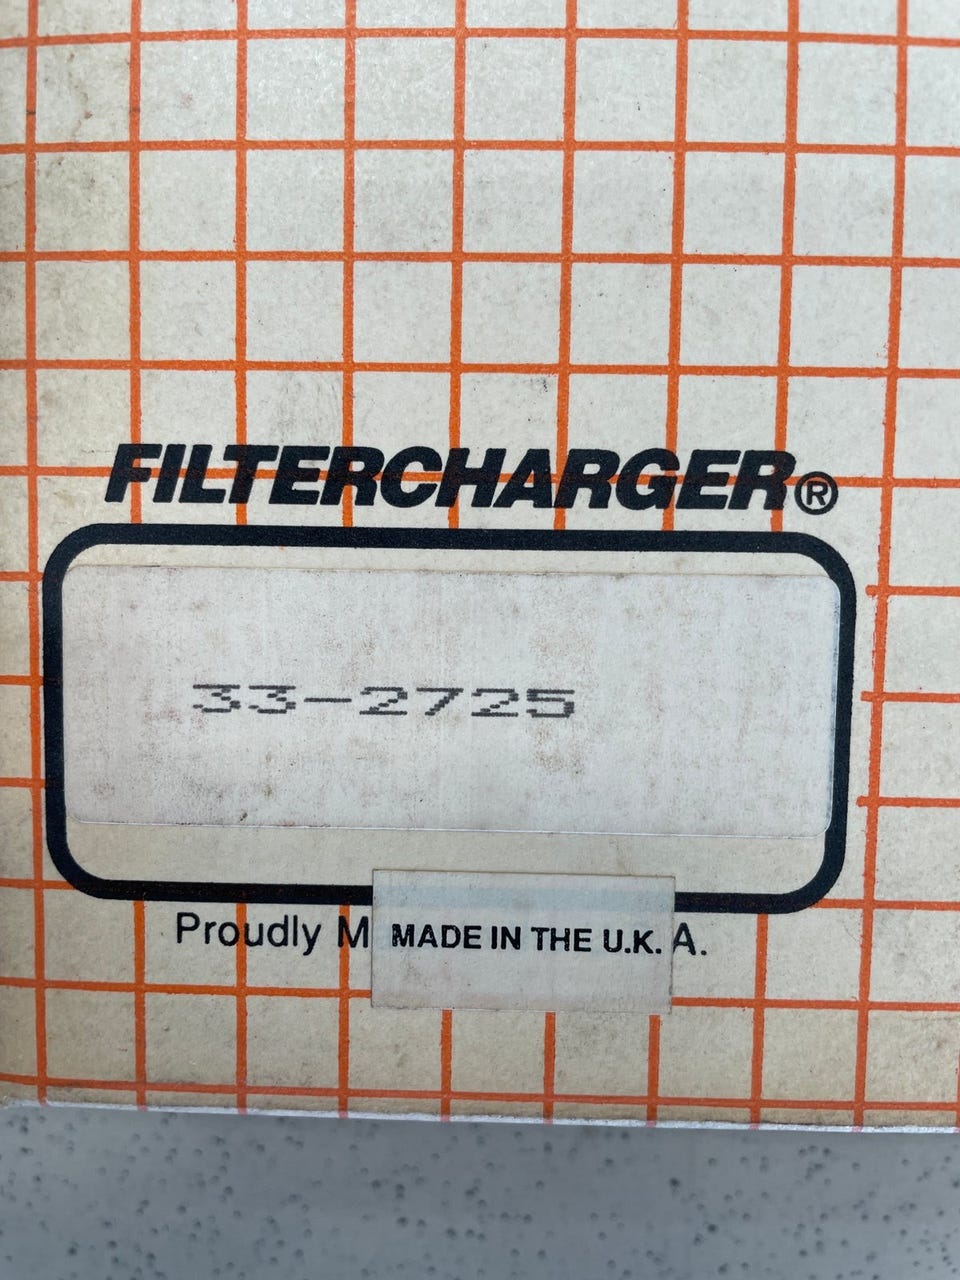 FILTERCHARGER®
33-2725
Proudly M MADE IN THE U.K. A.